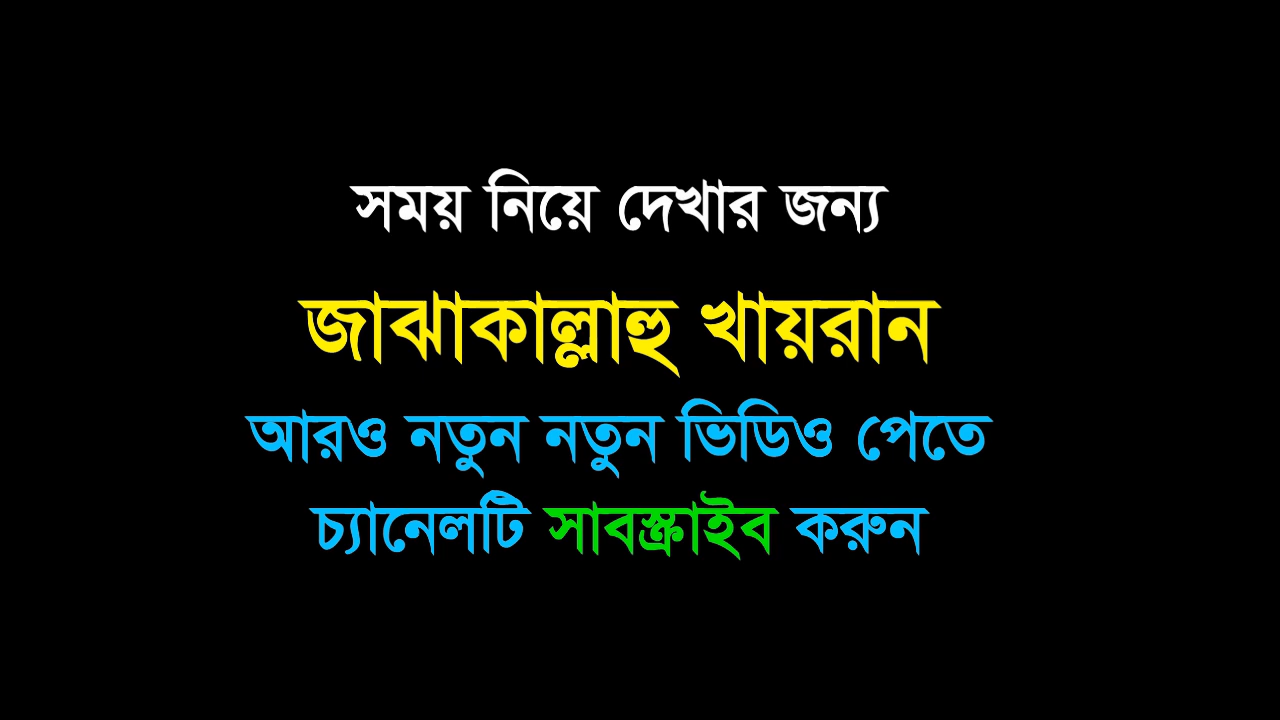 সময় নিয়ে দেখার জন্য
জাঝাকাল্লাহু খায়রান
আরও নতুন নতুন ভিডিও পেতে
চ্যানেলটি সাবস্ক্রাইব করুন